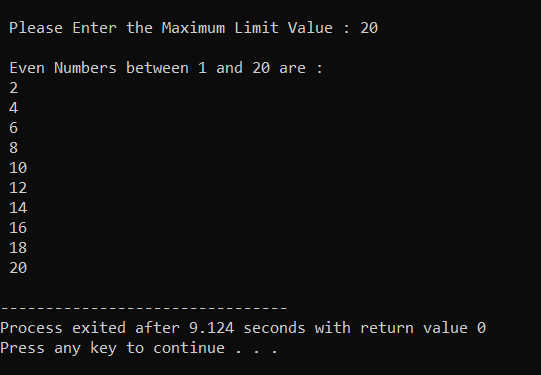 Please Enter the Maximum Limit Value : 20
Even Numbers between 1 and 20 are :
2
4
6
8
10
12
14
16
18
20
--------------------------------
Process exited after 9.124 seconds with return value 0
Press any key to continue . . .